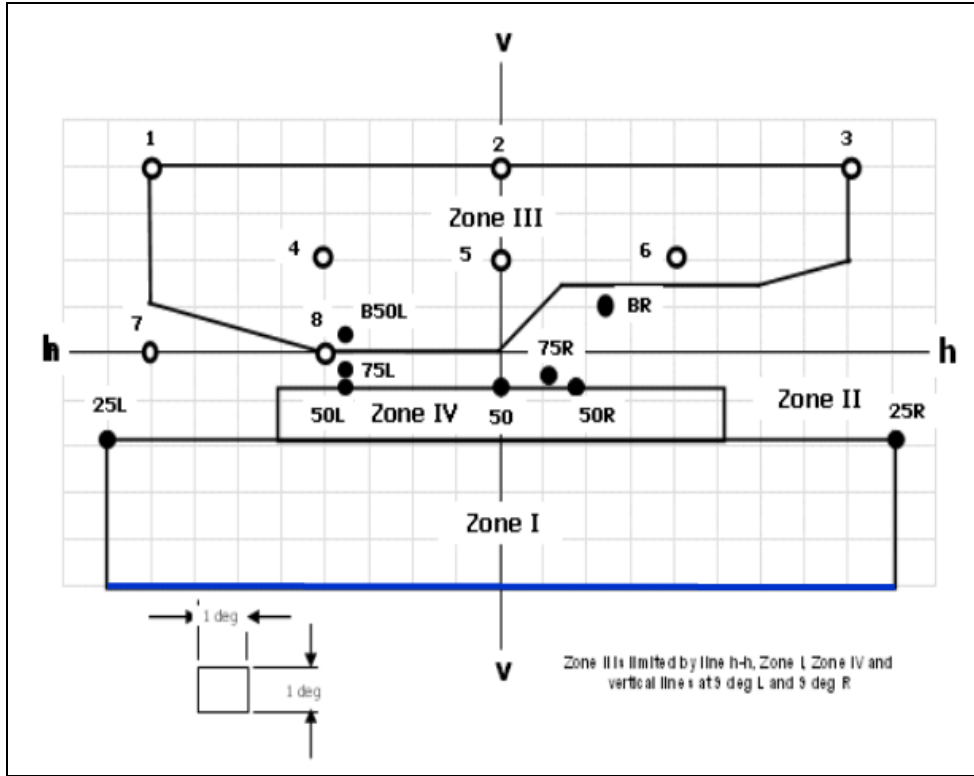 V
1
2
3
Zone III
4
5
6
B50L
BR
7
8
h
h
75R
75L
25L
50L
Zone IV
50
50R
Zone II
25R
Zone I
1 deg
V
1 deg
Zone II is limited by line h-h, Zone I, Zone IV and
vertical lines at 9 deg L and 9 deg R